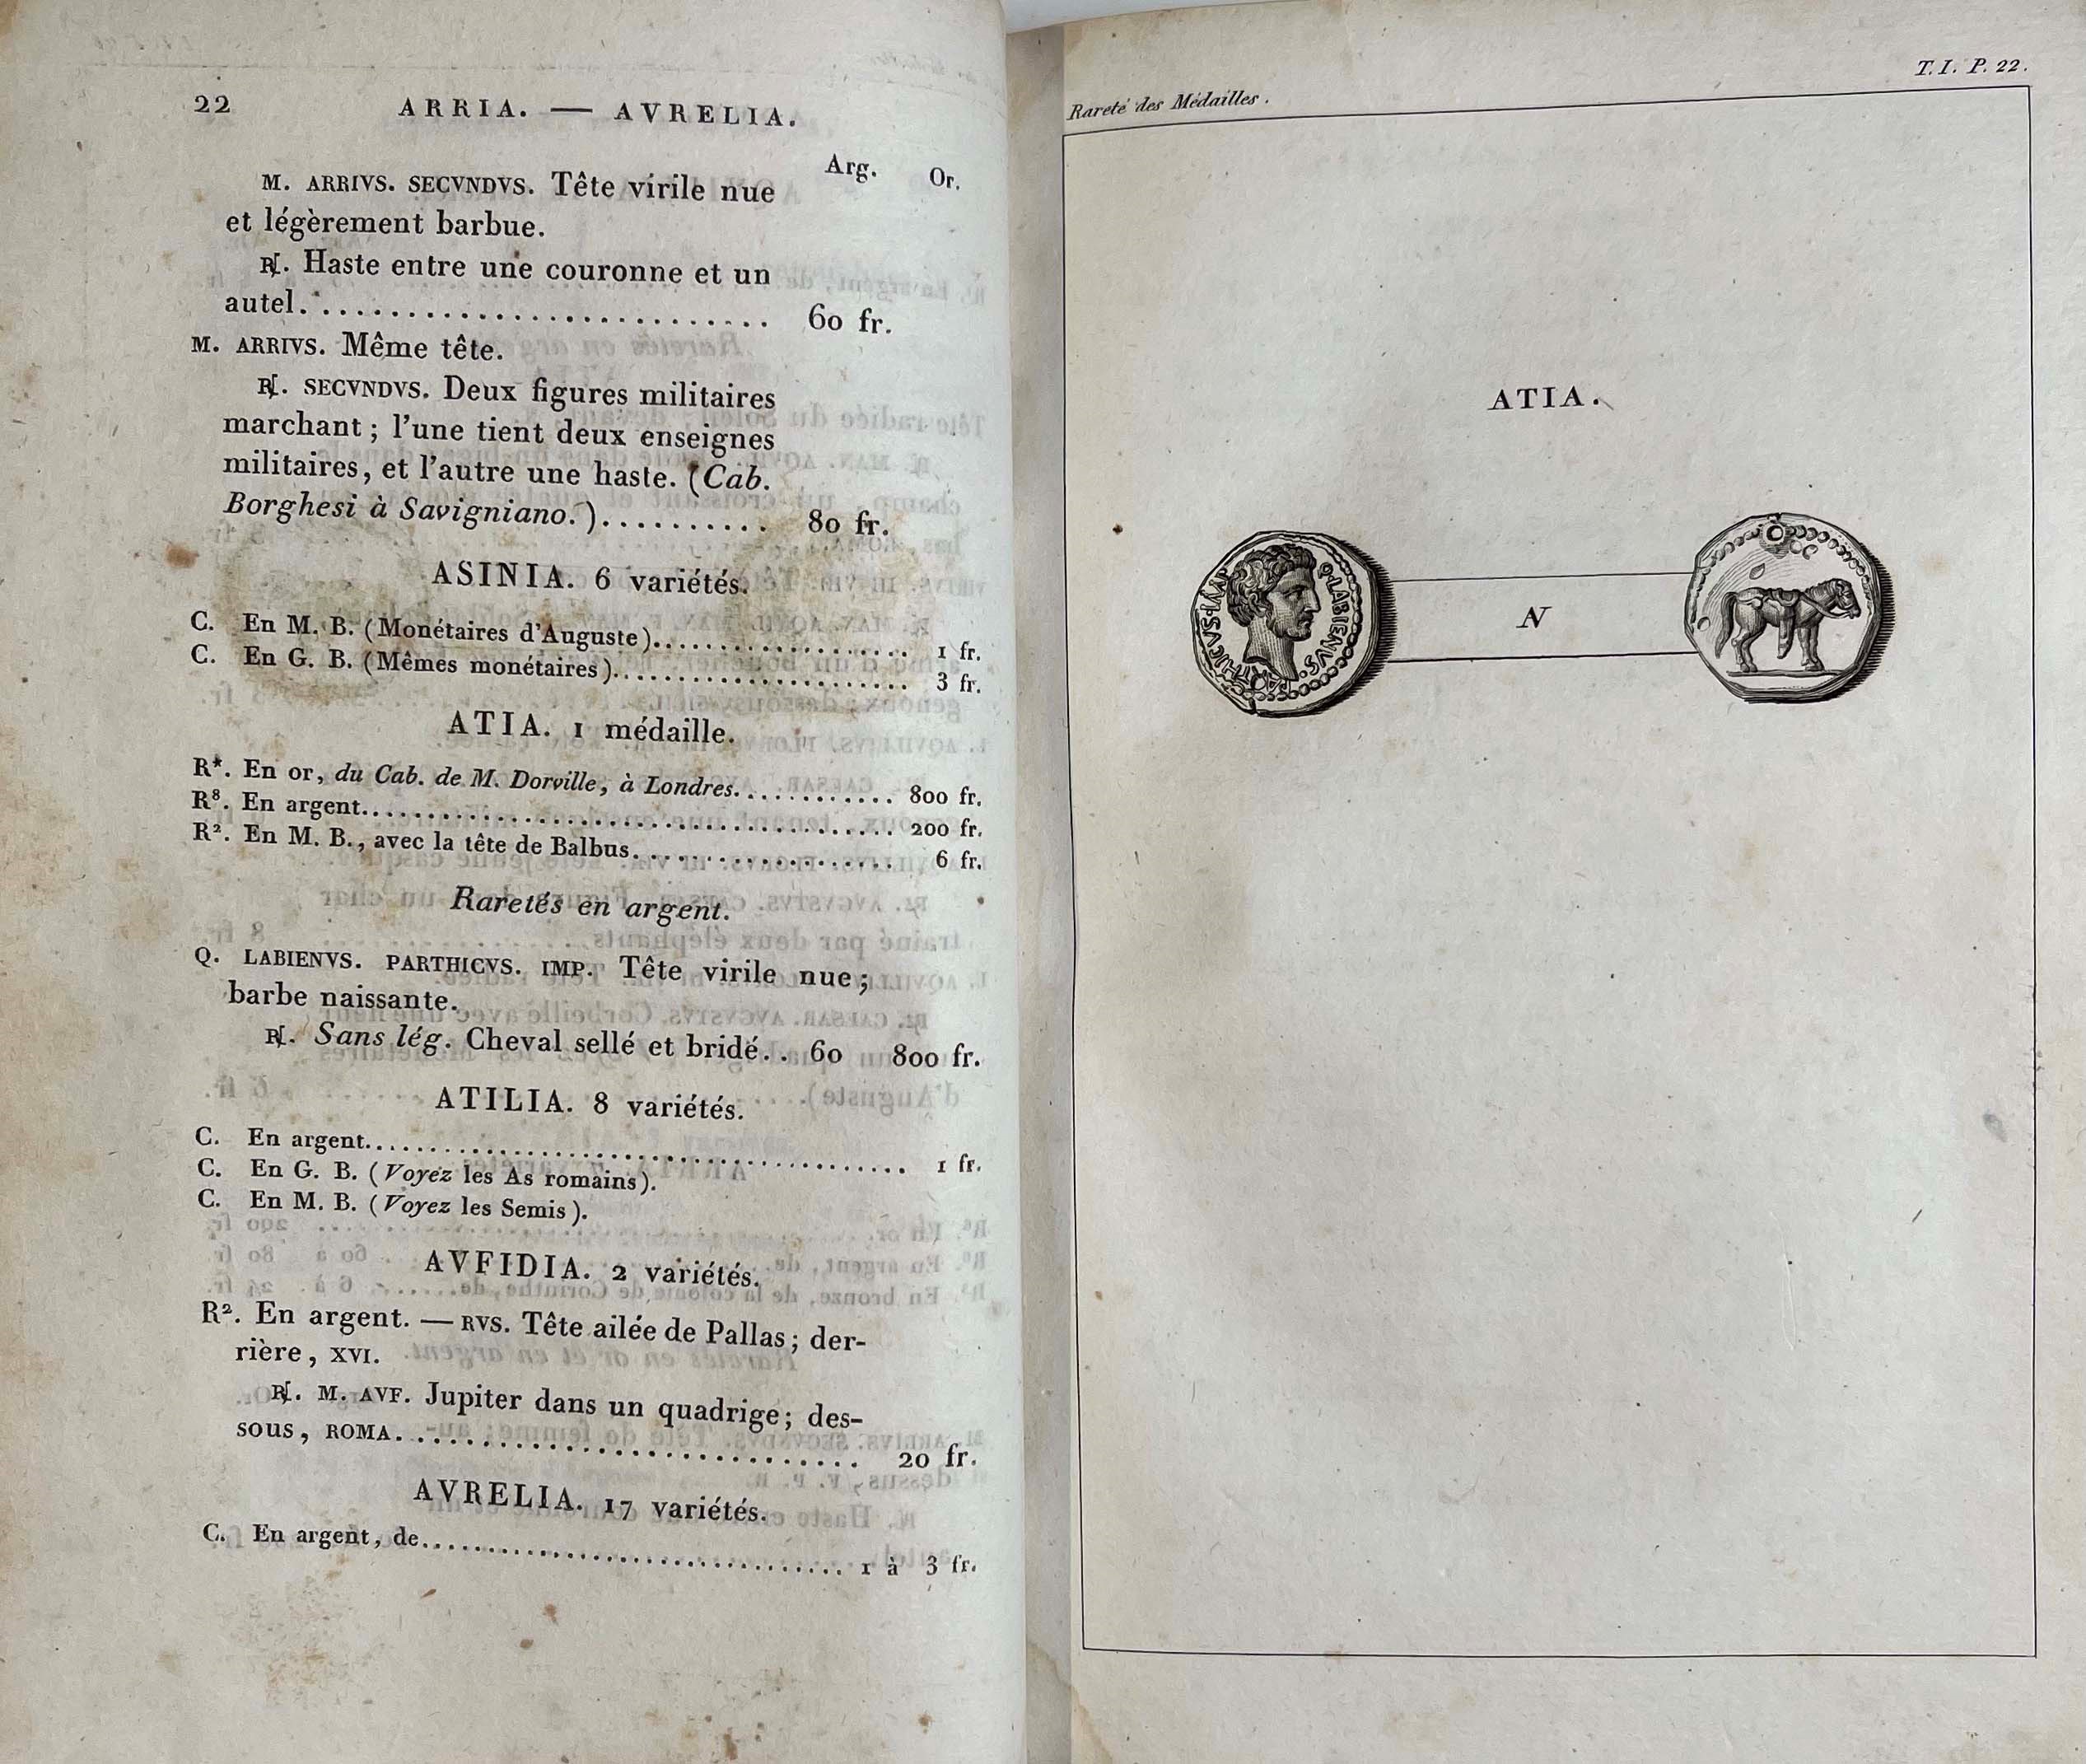 22 ARRIA. — AVRELIA.
Arg. Or.
M. ARRIVS. SECVNDVS. Tête virile nue
et légèrement barbue.
℟. Haste entre une couronne et un
autel. .......................... 60 fr.
M. ARRIVS. Même tête.
℟. SECVNDVS. Deux figures militaires
marchant ; l'une tient deux enseignes
militaires, et l'autre une haste. (Cab.
Borghesi à Savigniano.).......... 80 fr.
ASINIA. 6 variétés.
C. En M. B. (Monétaires d'Auguste).................. 1 fr.
C. En G. B. (Mêmes monétaires)..................... 3 fr.
ATIA. 1 médaille.
R*. En or, du Cab. de M. Dorville, à Londres............ 800 fr.
R⁸. En argent.................................... 200 fr.
R². En M. B., avec la tête de Balbus................... 6 fr.
Raretés en argent.
Q. LABIENVS. PARTHICVS. IMP. Tête virile nue ;
barbe naissante.
℟. Sans lég. Cheval sellé et bridé.. 60 800 fr.
ATILIA. 8 variétés.
C. En argent...................................... 1 fr.
C. En G. B. (Voyez les As romains).
C. En M. B. (Voyez les Semis).
AVFIDIA. 2 variétés.
R². En argent. — RVS. Tête ailée de Pallas ; der-
rière, XVI.
℟. M. AVF. Jupiter dans un quadrige ; des-
sous, ROMA............................... 20 fr.
AVRELIA. 17 variétés.
C. En argent, de.................................. 1 à 3 fr.
T. I. P. 22.
Rareté des Médailles.
ATIA.
Q·LABIENVS·PARTHICVS·IMP
N